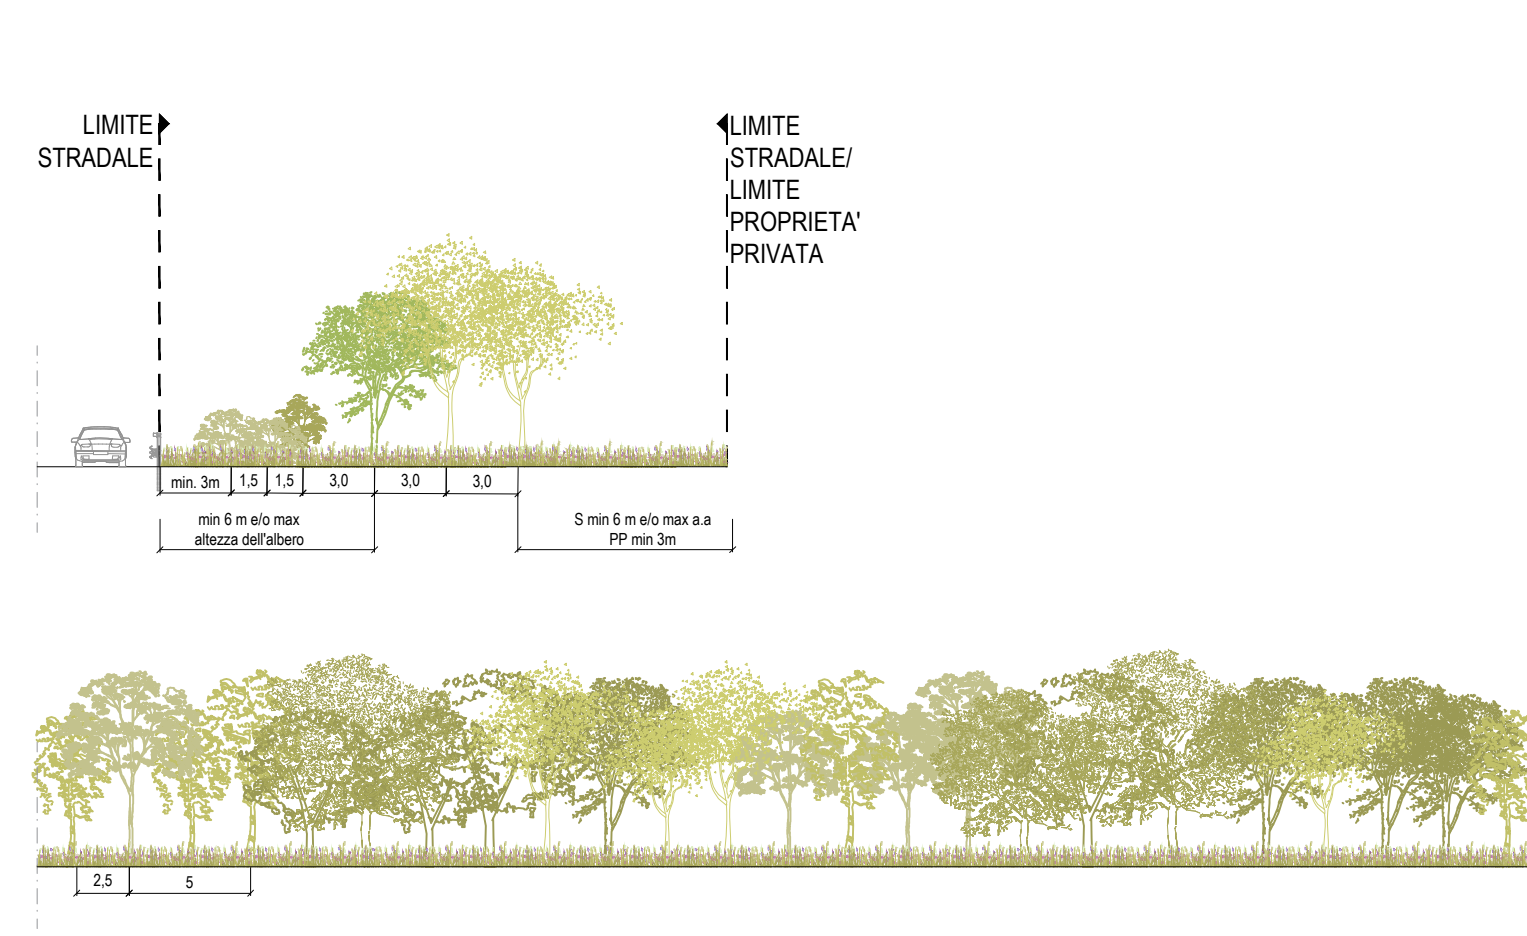 LIMITE
STRADALE
LIMITE
STRADALE/
LIMITE
PROPRIETA'
PRIVATA
min. 3m
1,5
1,5
3,0
3,0
3,0
min 6 m e/o max
altezza dell'albero
S min 6 m e/o max a.a
PP min 3m
2,5
5